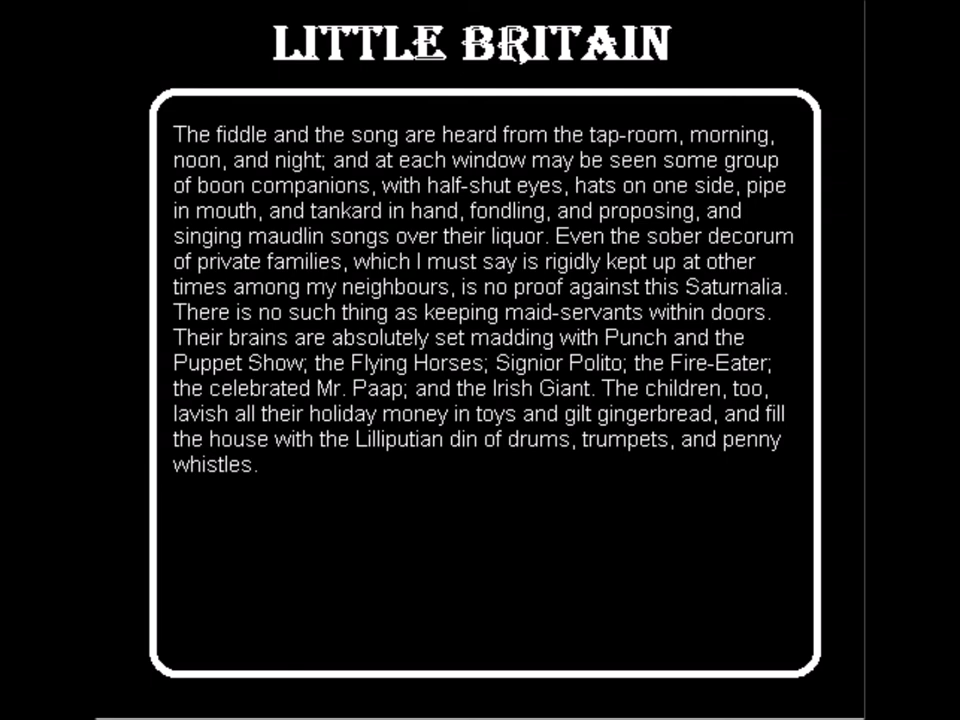 LITTLE BRITAIN
The fiddle and the song are heard from the tap-room, morning,
noon, and night; and at each window may be seen some group
of boon companions, with half-shut eyes, hats on one side, pipe
in mouth, and tankard in hand, fondling, and proposing, and
singing maudlin songs over their liquor. Even the sober decorum
of private families, which I must say is rigidly kept up at other
times among my neighbours, is no proof against this Saturnalia.
There is no such thing as keeping maid-servants within doors.
Their brains are absolutely set madding with Punch and the
Puppet Show; the Flying Horses; Signior Polito; the Fire-Eater;
the celebrated Mr. Paap; and the Irish Giant. The children, too,
lavish all their holiday money in toys and gilt gingerbread, and fill
the house with the Lilliputian din of drums, trumpets, and penny
whistles.